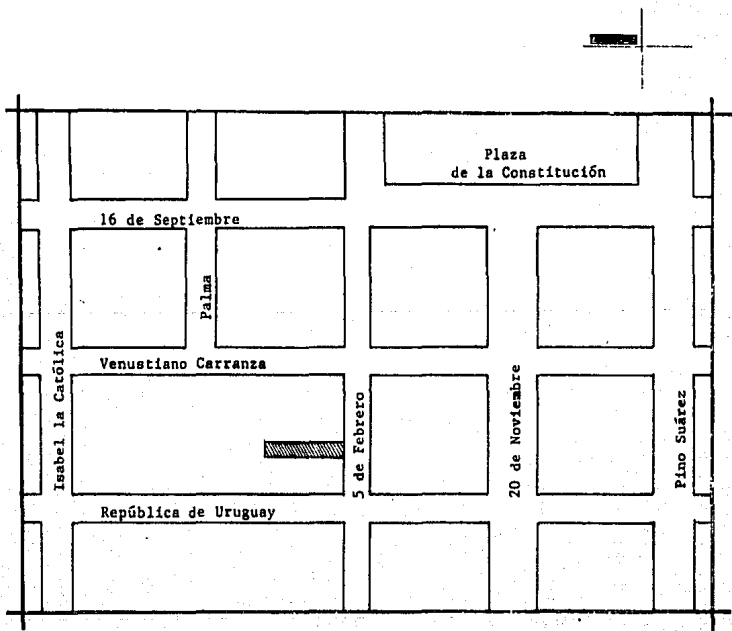 Plaza
de la Constitución
16 de Septiembre
Palma
Isabel la Católica
Venustiano Carranza
5 de Febrero
20 de Noviembre
Pino Suárez
República de Uruguay